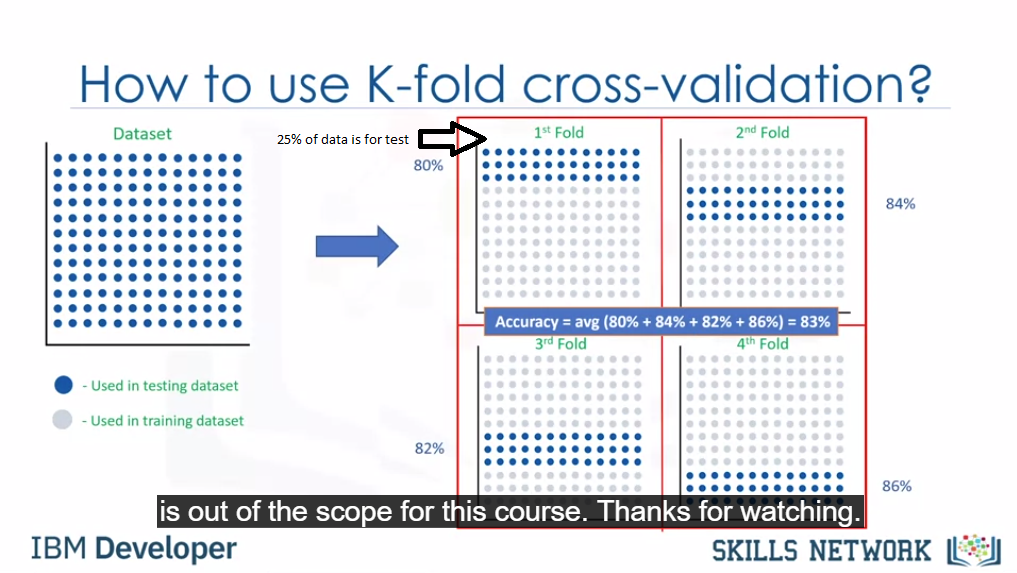 How to use K-fold cross-validation?
Dataset
25% of data is for test
1st Fold
2nd Fold
80%
84%
Accuracy = avg (80% + 84% + 82% + 86%) = 83%
3rd Fold
4th Fold
- Used in testing dataset
- Used in training dataset
82%
86%
is out of the scope for this course. Thanks for watching.
IBM Developer
SKILLS NETWORK